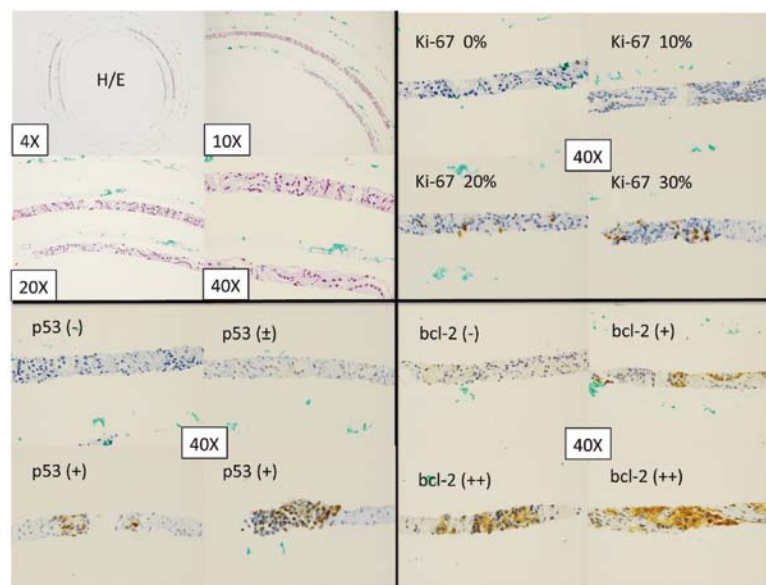 H/E
4X
10X
20X
40X
Ki-67 0%
Ki-67 10%
40X
Ki-67 20%
Ki-67 30%
p53 (-)
p53 (±)
40X
p53 (+)
p53 (+)
bcl-2 (-)
bcl-2 (+)
40X
bcl-2 (++)
bcl-2 (++)